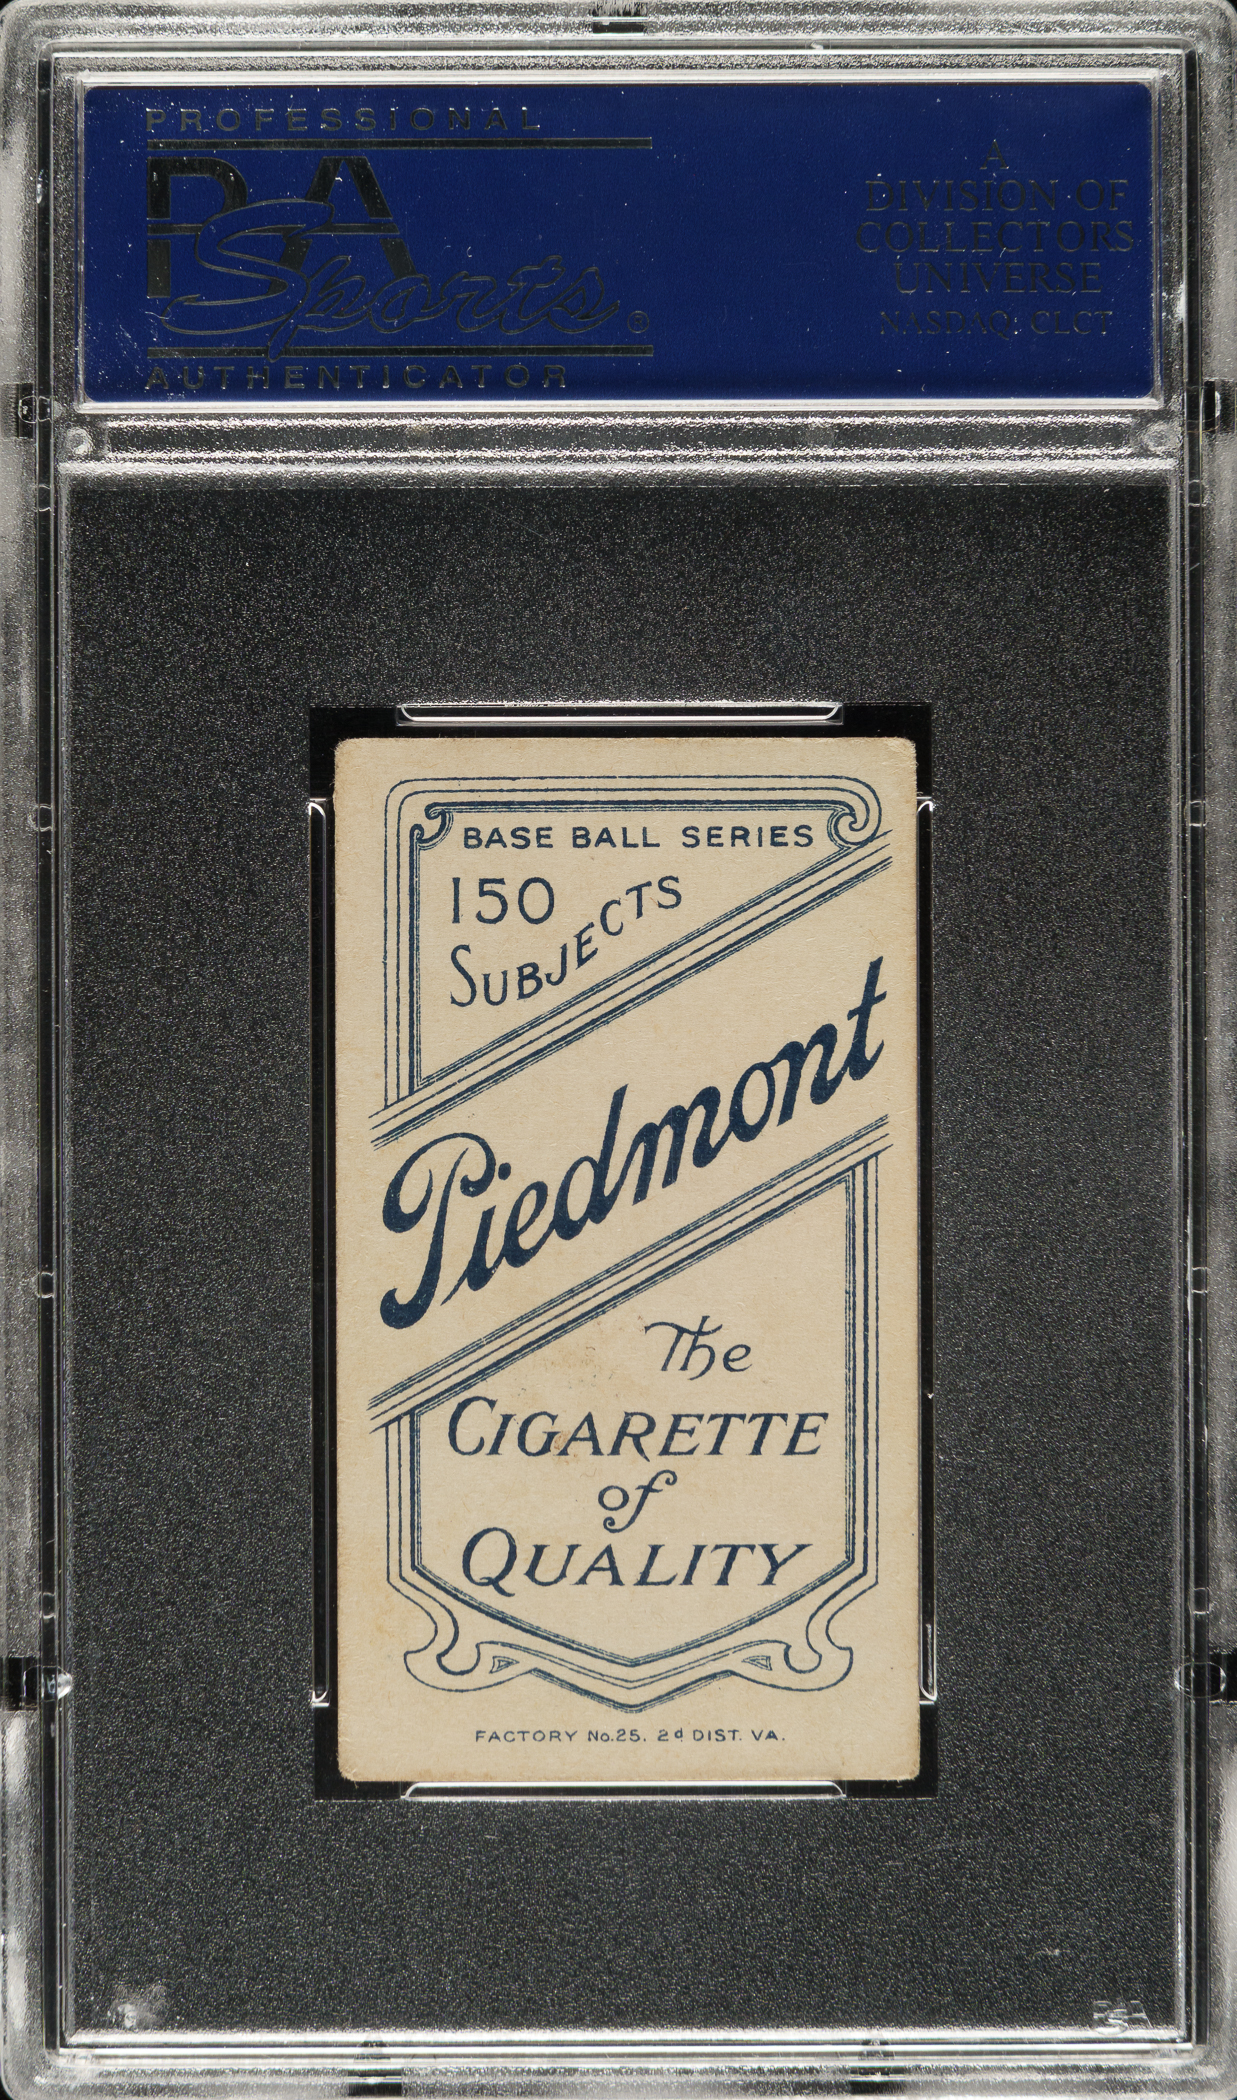 PROFESSIONAL
PSA
Sports®
AUTHENTICATOR
A
DIVISION OF
COLLECTORS
UNIVERSE
NASDAQ: CLCT
BASE BALL SERIES
150
SUBJECTS
Piedmont
The
CIGARETTE
of
QUALITY
FACTORY No.25. 2d DIST. VA.
PSA